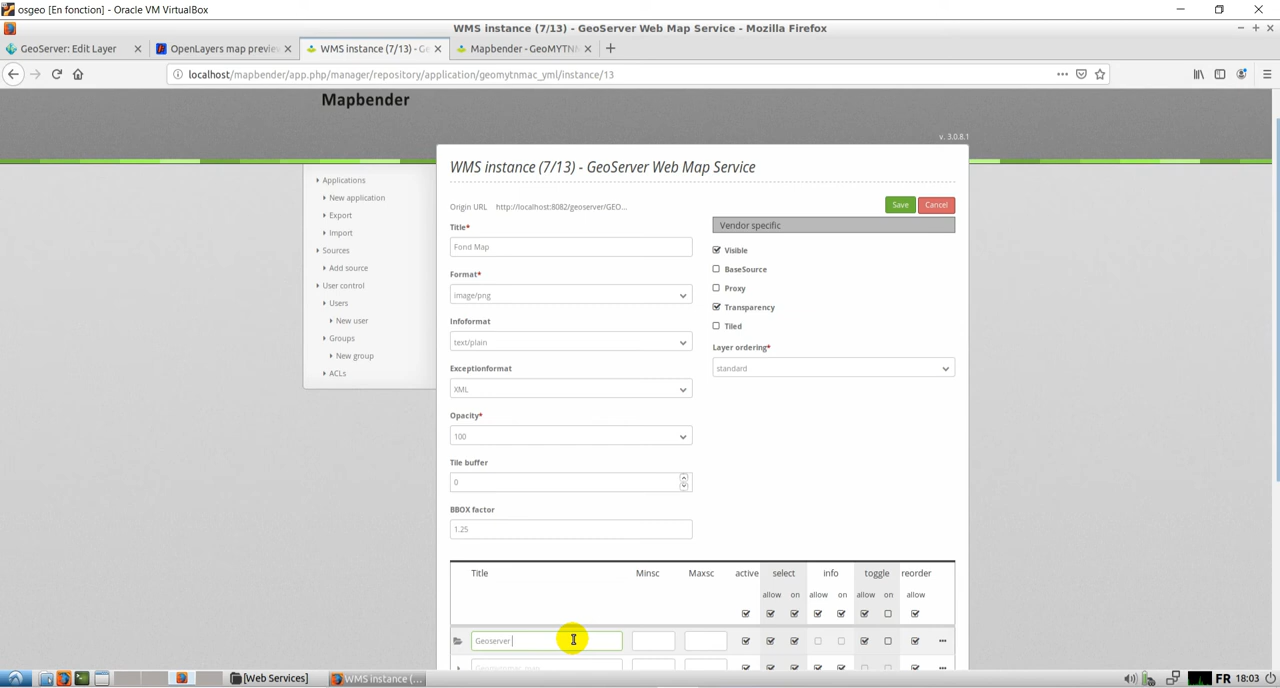 osgeo [En fonction] - Oracle VM VirtualBox
WMS instance (7/13) - GeoServer Web Map Service - Mozilla Firefox
GeoServer: Edit Layer
OpenLayers map preview
WMS instance (7/13) - Ge
Mapbender - GeoMYTNM
localhost/mapbender/app.php/manager/repository/application/geomytnmac_yml/instance/13
Mapbender
v. 3.0.8.1
Applications
New application
Export
Import
Sources
Add source
User control
Users
New user
Groups
New group
ACLs
WMS instance (7/13) - GeoServer Web Map Service
Origin URL http://localhost:8082/geoserver/GEO...
Save Cancel
Title*
Fond Map
Format*
image/png
Infoformat
text/plain
Exceptionformat
XML
Opacity*
100
Tile buffer
0
BBOX factor
1.25
Vendor specific
Visible
BaseSource
Proxy
Transparency
Tiled
Layer ordering*
standard
Title Minsc Maxsc active select info toggle reorder
allow on allow on allow on allow
Geoserver
[Web Services]
WMS instance (...
FR 18:03